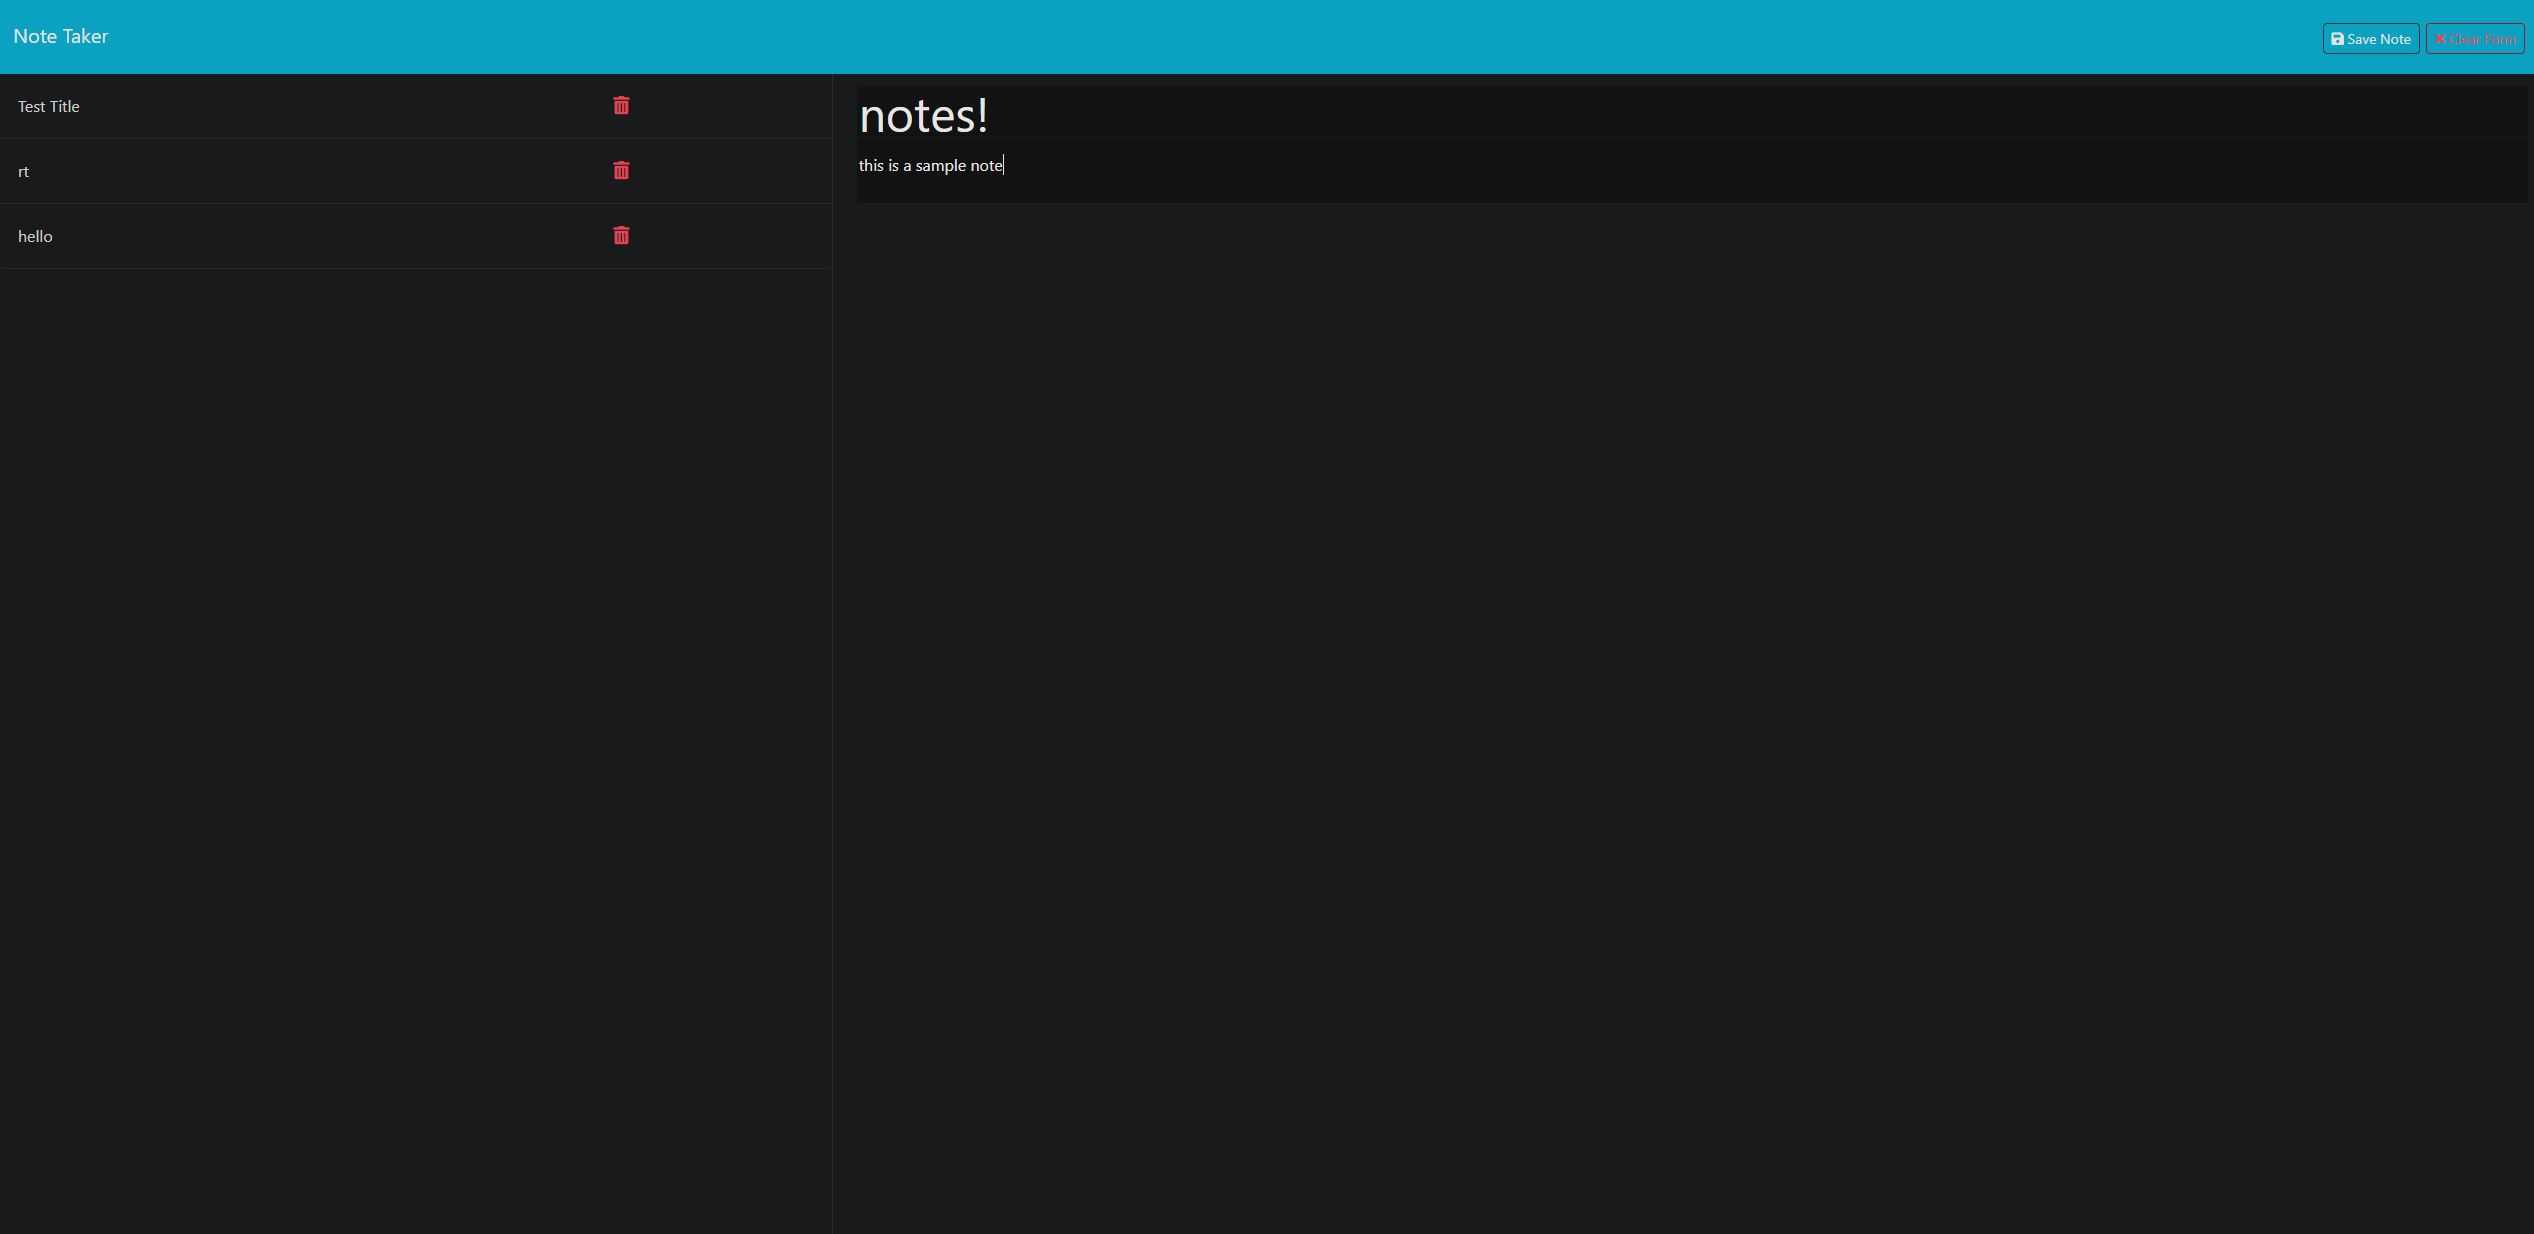 Note Taker
Save Note
Clear Form
Test Title
rt
hello
notes!
this is a sample note